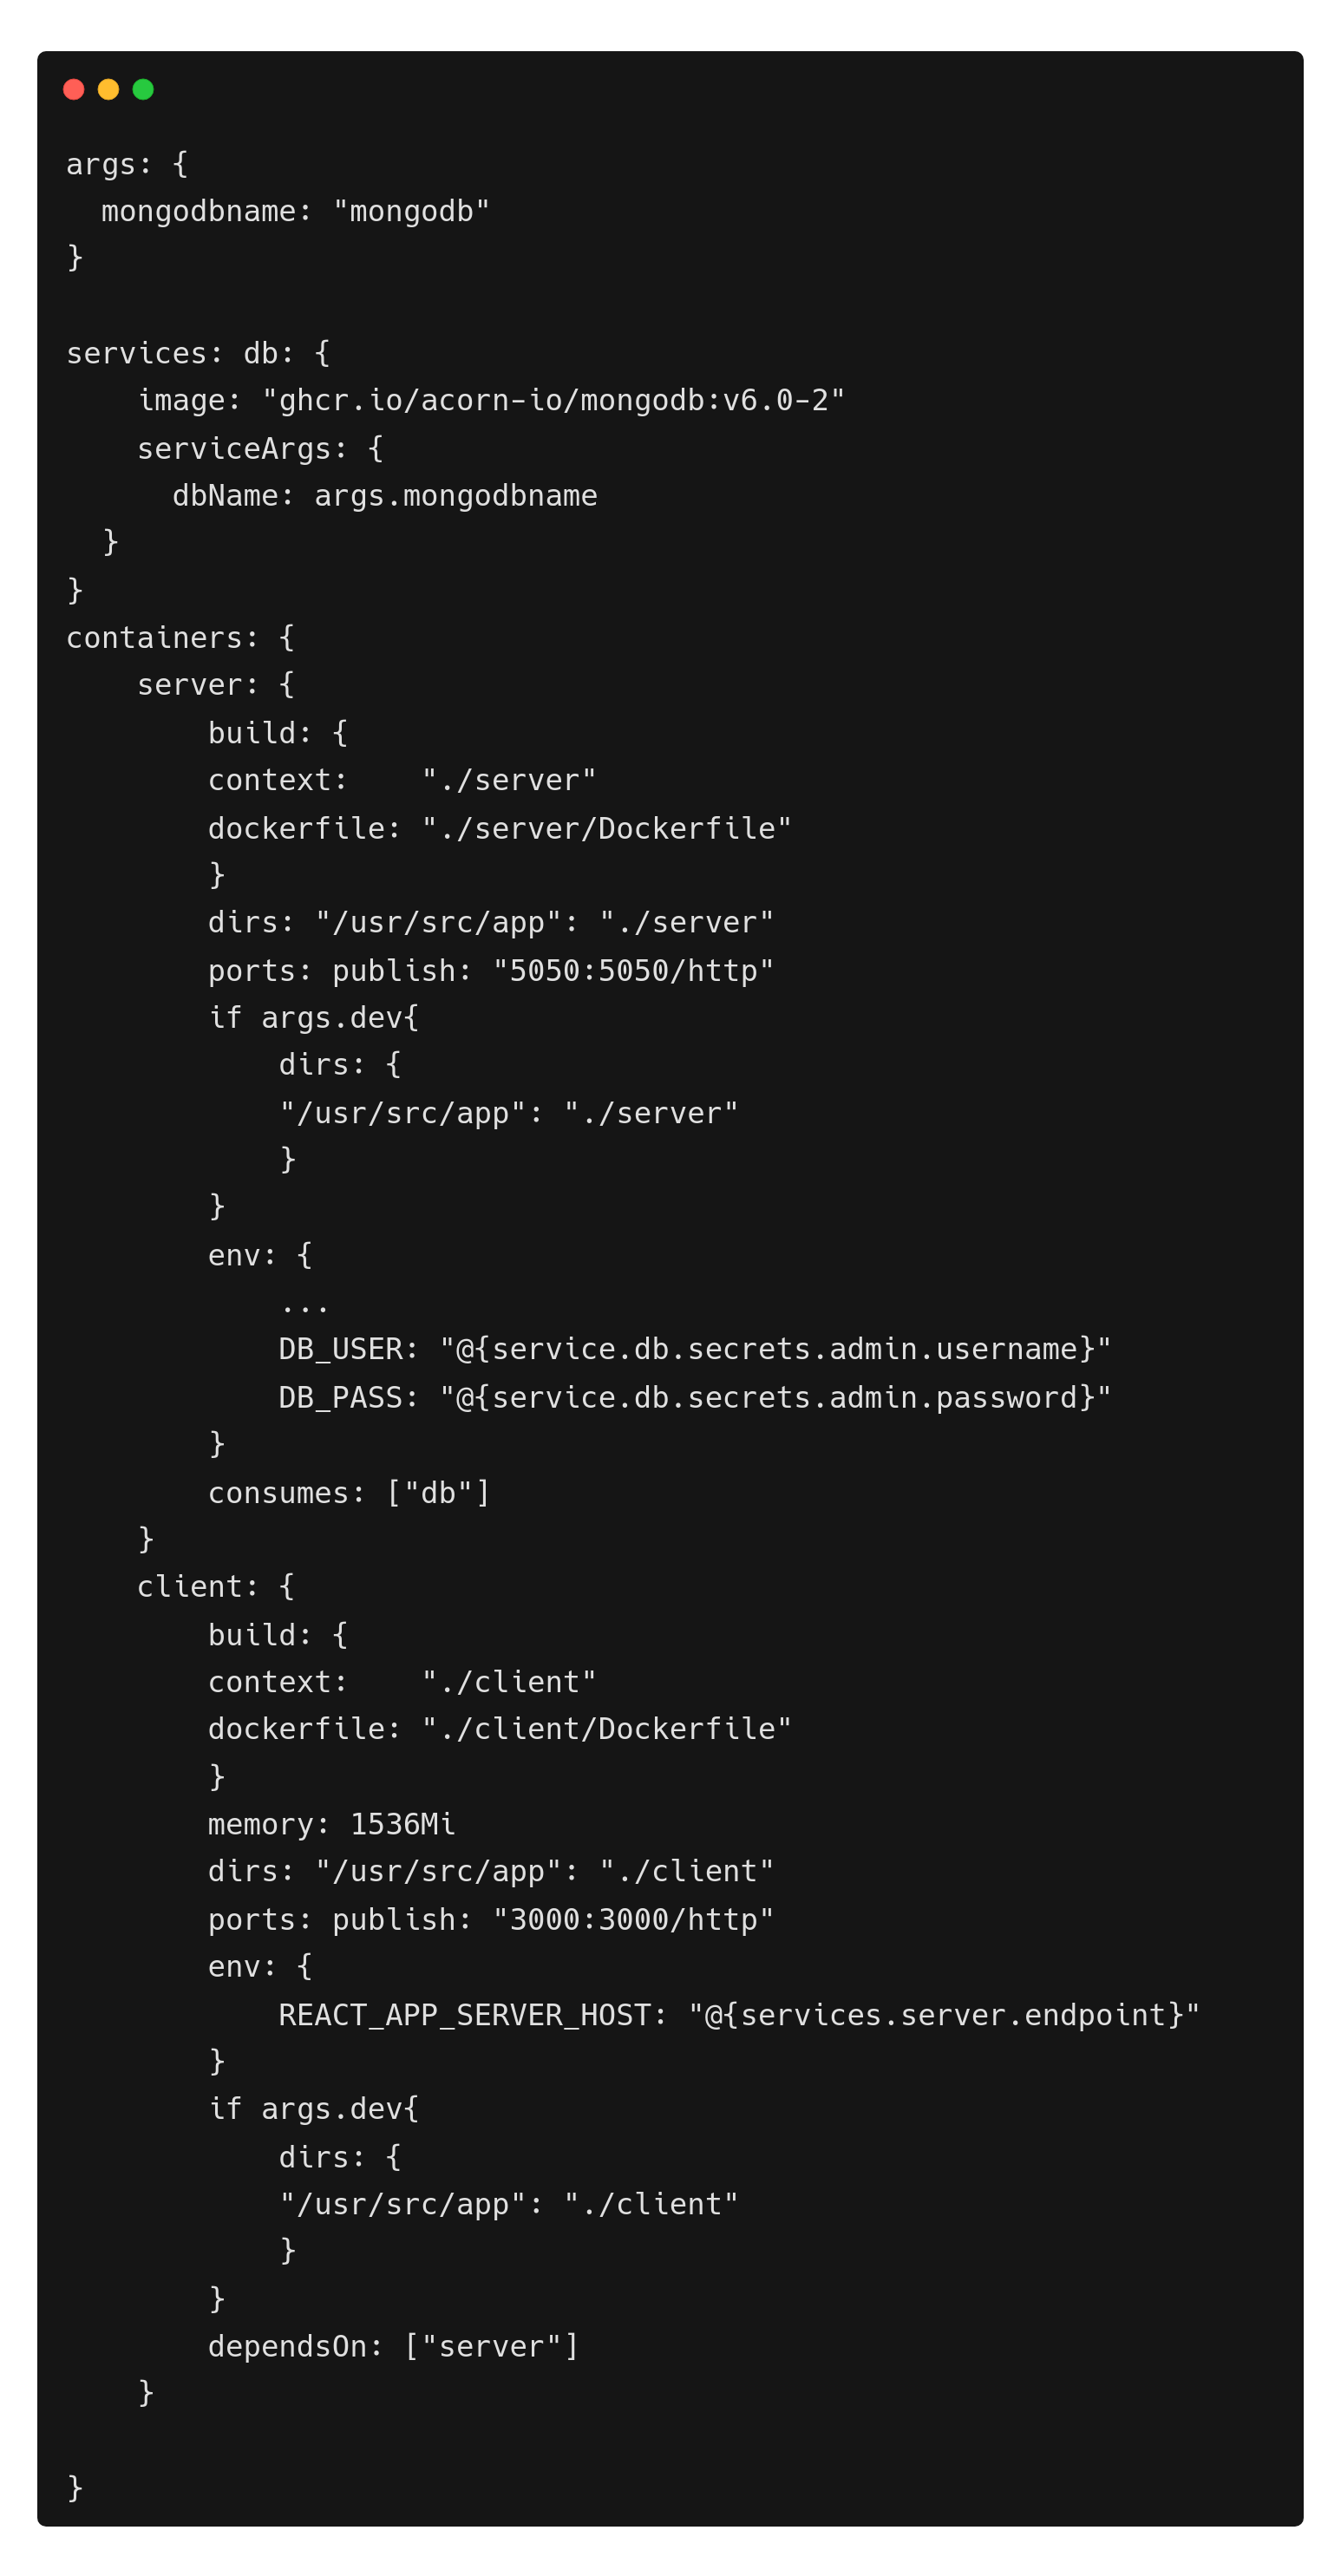 args: {
  mongodbname: "mongodb"
}

services: db: {
    image: "ghcr.io/acorn-io/mongodb:v6.0-2"
    serviceArgs: {
      dbName: args.mongodbname
  }
}
containers: {
    server: {
        build: {
        context:    "./server"
        dockerfile: "./server/Dockerfile"
        }
        dirs: "/usr/src/app": "./server"
        ports: publish: "5050:5050/http"
        if args.dev{
            dirs: {
            "/usr/src/app": "./server"
            }
        }
        env: {
            ...
            DB_USER: "@{service.db.secrets.admin.username}"
            DB_PASS: "@{service.db.secrets.admin.password}"
        }
        consumes: ["db"]
    }
    client: {
        build: {
        context:    "./client"
        dockerfile: "./client/Dockerfile"
        }
        memory: 1536Mi
        dirs: "/usr/src/app": "./client"
        ports: publish: "3000:3000/http"
        env: {
            REACT_APP_SERVER_HOST: "@{services.server.endpoint}"
        }
        if args.dev{
            dirs: {
            "/usr/src/app": "./client"
            }
        }
        dependsOn: ["server"]
    }

}